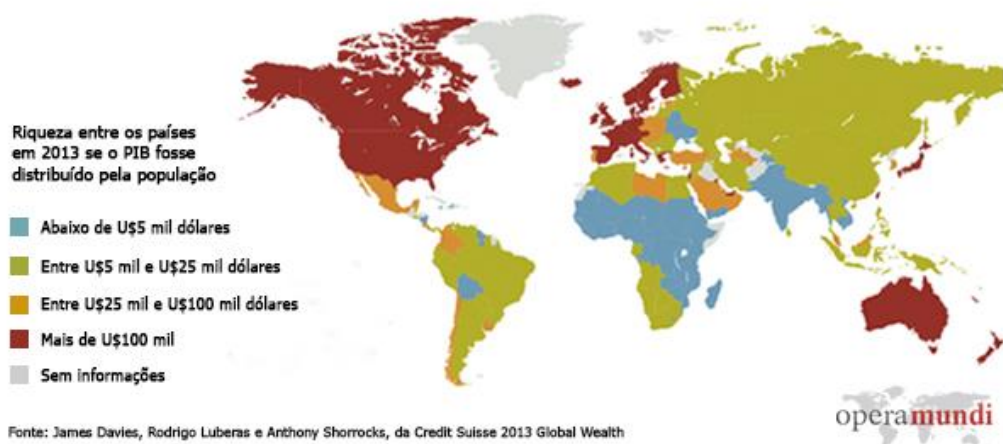 Riqueza entre os países
em 2013 se o PIB fosse
distribuído pela população
Abaixo de U$5 mil dólares
Entre U$5 mil e U$25 mil dólares
Entre U$25 mil e U$100 mil dólares
Mais de U$100 mil
Sem informações
operamundi
Fonte: James Davies, Rodrigo Luberas e Anthony Shorrocks, da Credit Suisse 2013 Global Wealth